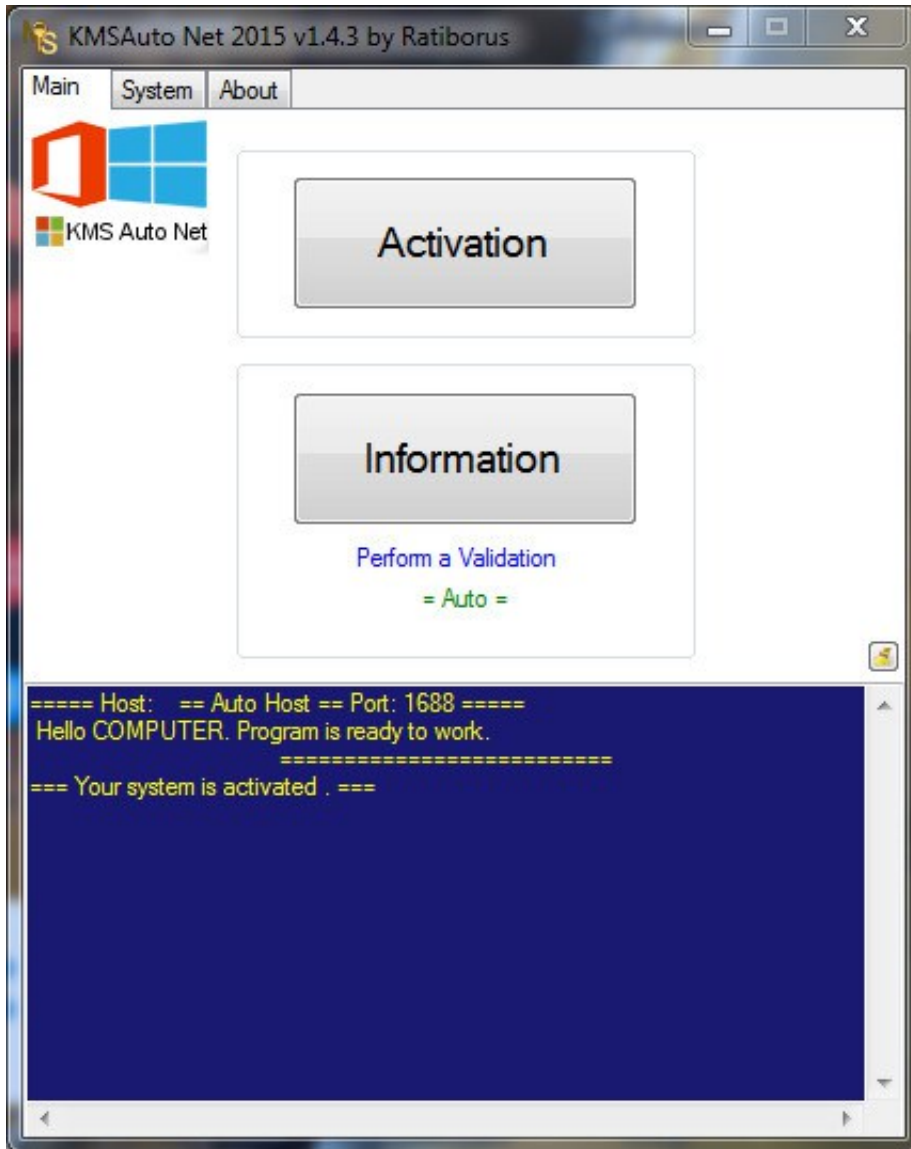 KMSAuto Net 2015 v1.4.3 by Ratiborus
Main System About
KMS Auto Net
Activation
Information
Perform a Validation
= Auto =
===== Host: == Auto Host == Port: 1688 =====
Hello COMPUTER. Program is ready to work.
==========================
=== Your system is activated . ===